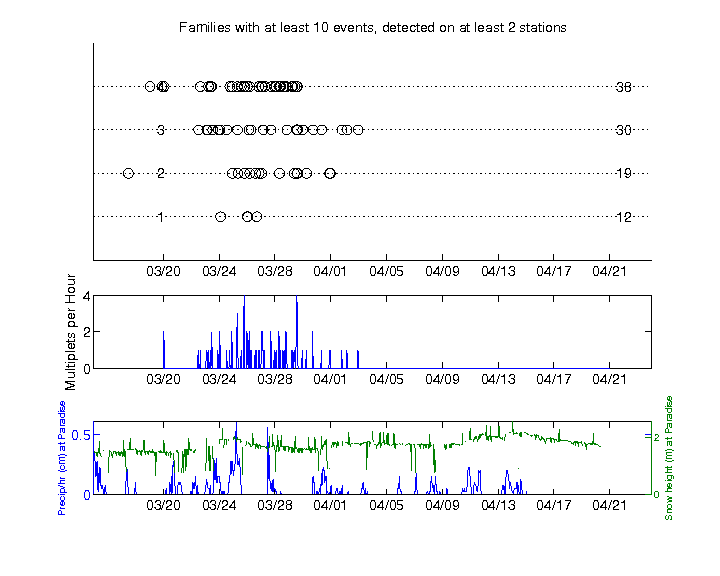 Families with at least 10 events, detected on at least 2 stations
4 38
3 30
2 19
1 12
03/20 03/24 03/28 04/01 04/05 04/09 04/13 04/17 04/21
Multiplets per Hour
4
2
0
03/20 03/24 03/28 04/01 04/05 04/09 04/13 04/17 04/21
Precip/hr (cm) at Paradise
0.5
0
2
0
Snow height (m) at Paradise
03/20 03/24 03/28 04/01 04/05 04/09 04/13 04/17 04/21